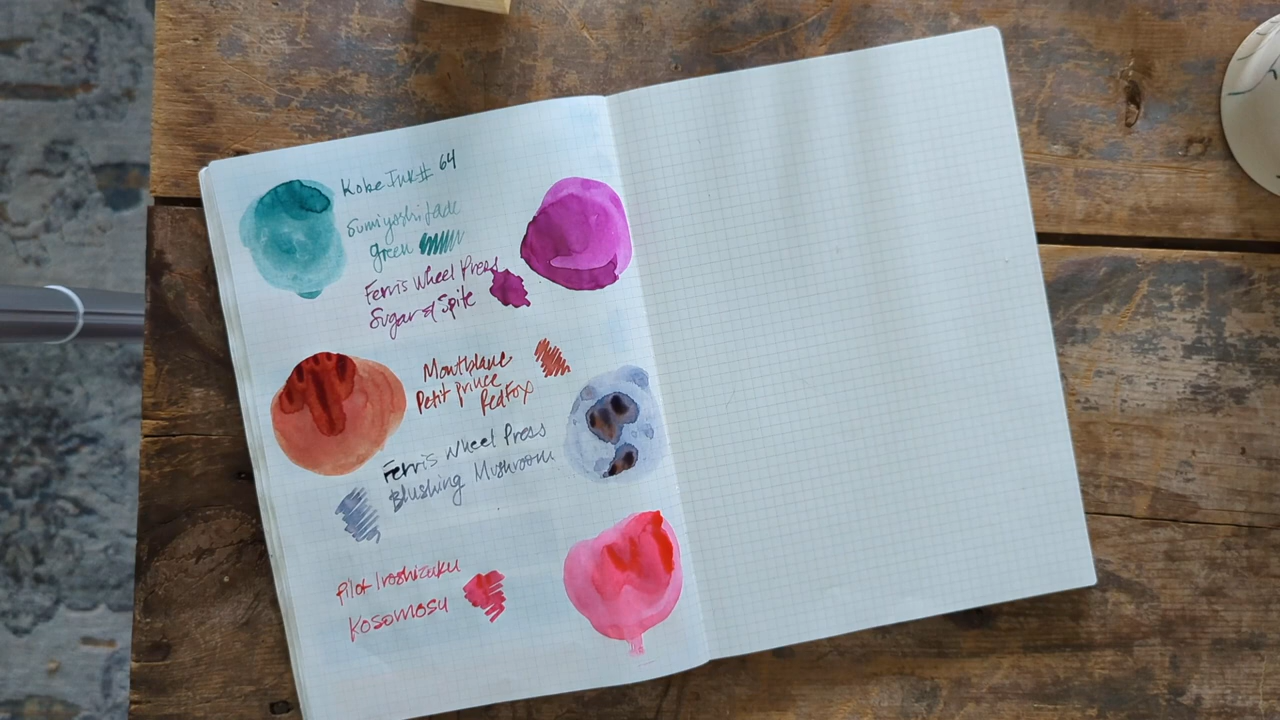 Kobe Ink# 64
Sumiyoshi Jade
green
Ferris Wheel Press
Sugar & Spite
Montblanc
Petit Prince
Red Fox
Ferris Wheel Press
Blushing Mushroom
Pilot Iroshizuku
Kosomosu